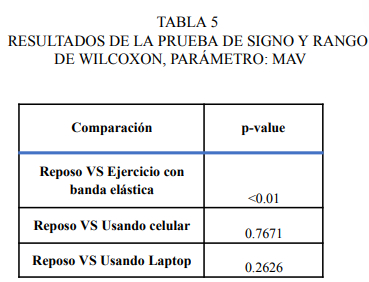 TABLA 5
RESULTADOS DE LA PRUEBA DE SIGNO Y RANGO
DE WILCOXON, PARÁMETRO: MAV
Comparación p-value
Reposo VS Ejercicio con
banda elástica
<0.01
Reposo VS Usando celular
0.7671
Reposo VS Usando Laptop
0.2626